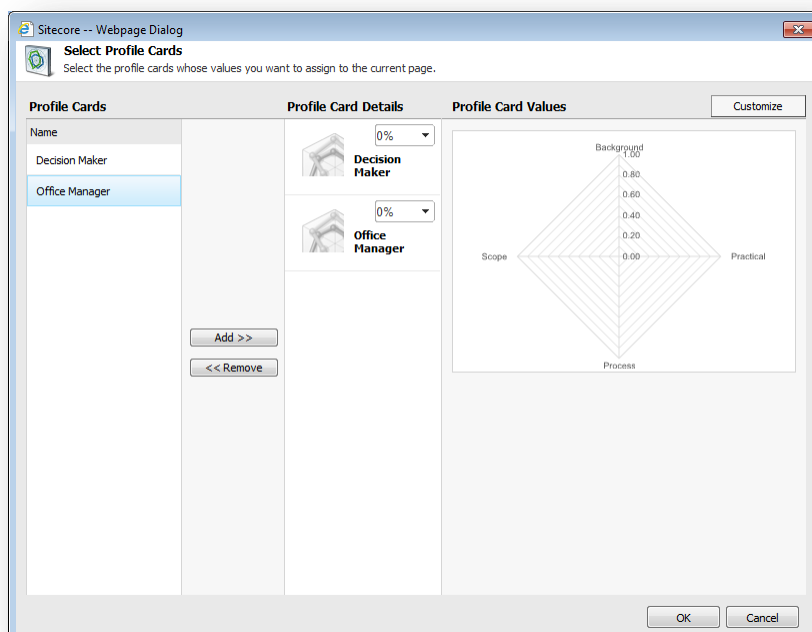 Sitecore -- Webpage Dialog
Select Profile Cards
Select the profile cards whose values you want to assign to the current page.
Profile Cards
Profile Card Details
Profile Card Values
Customize
Name
Decision Maker
Office Manager
Add >>
<< Remove
0%
Decision
Maker
0%
Office
Manager
Background
1.00
0.80
0.60
0.40
0.20
0.00
Scope
Practical
Process
OK
Cancel